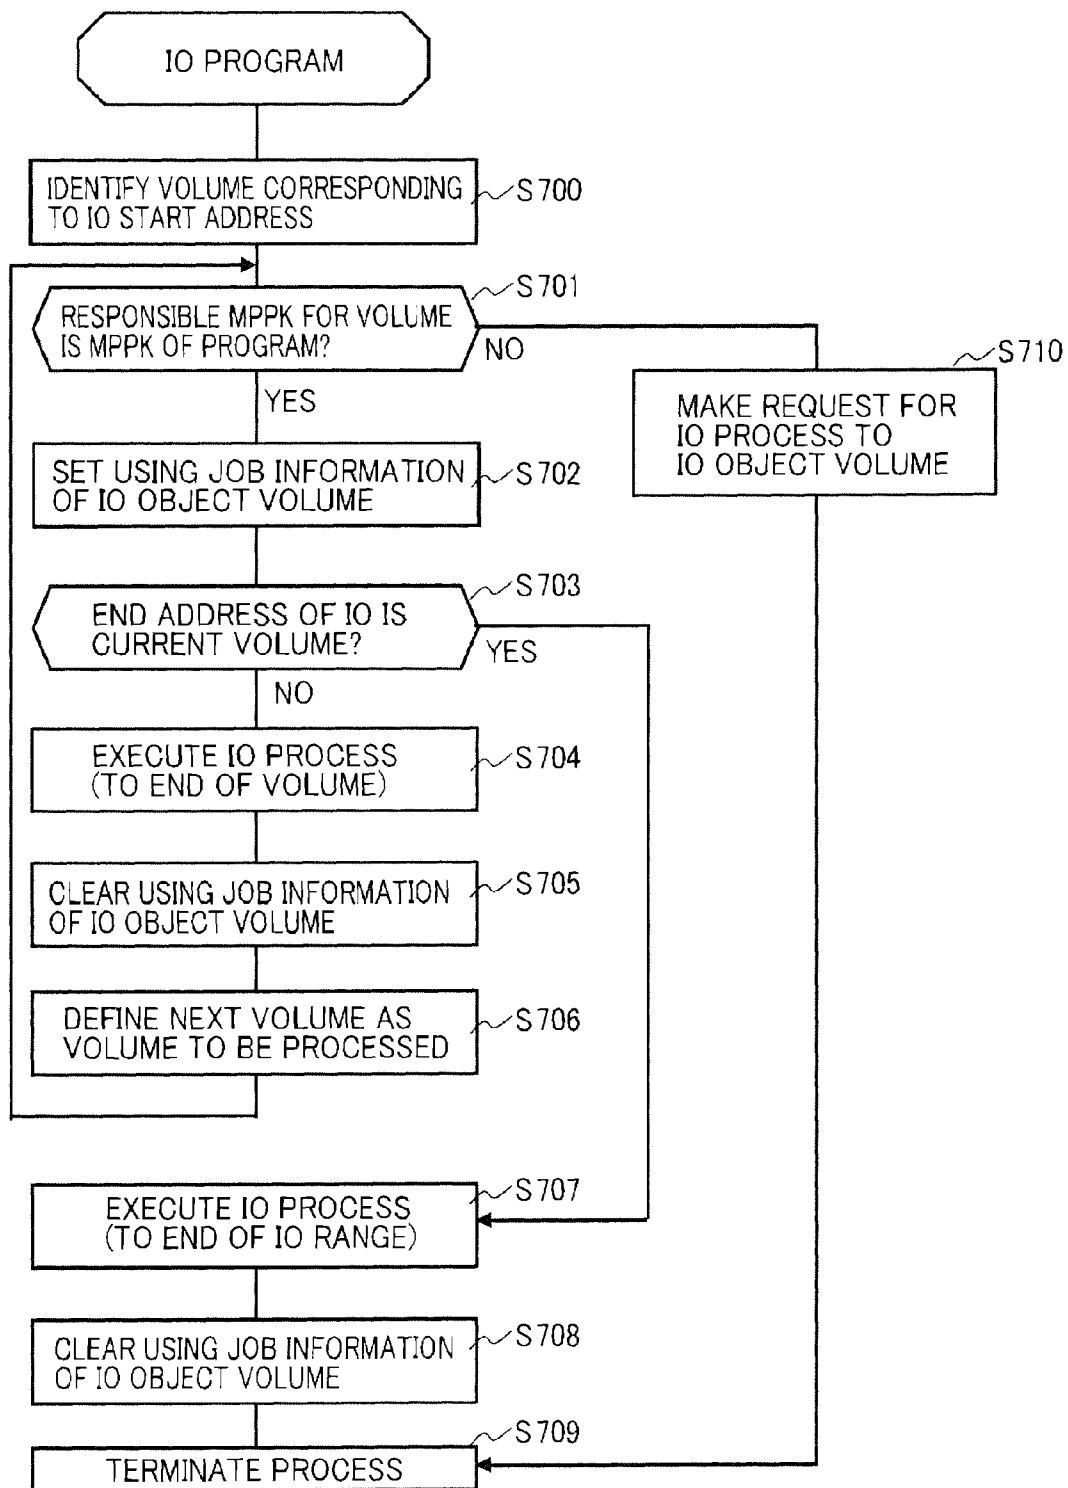 IO PROGRAM
IDENTIFY VOLUME CORRESPONDING
TO IO START ADDRESS
S700
RESPONSIBLE MPPK FOR VOLUME
IS MPPK OF PROGRAM?
S701
NO
YES
S710
MAKE REQUEST FOR
IO PROCESS TO
IO OBJECT VOLUME
SET USING JOB INFORMATION
OF IO OBJECT VOLUME
S702
END ADDRESS OF IO IS
CURRENT VOLUME?
S703
YES
NO
EXECUTE IO PROCESS
(TO END OF VOLUME)
S704
CLEAR USING JOB INFORMATION
OF IO OBJECT VOLUME
S705
DEFINE NEXT VOLUME AS
VOLUME TO BE PROCESSED
S706
EXECUTE IO PROCESS
(TO END OF IO RANGE)
S707
CLEAR USING JOB INFORMATION
OF IO OBJECT VOLUME
S708
S709
TERMINATE PROCESS